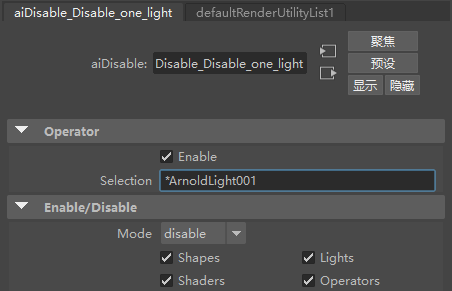 aiDisable_Disable_one_light defaultRenderUtilityList1
聚焦
aiDisable: Disable_Disable_one_light
预设
显示 隐藏
Operator
Enable
Selection *ArnoldLight001
Enable/Disable
Mode disable
Shapes Lights
Shaders Operators